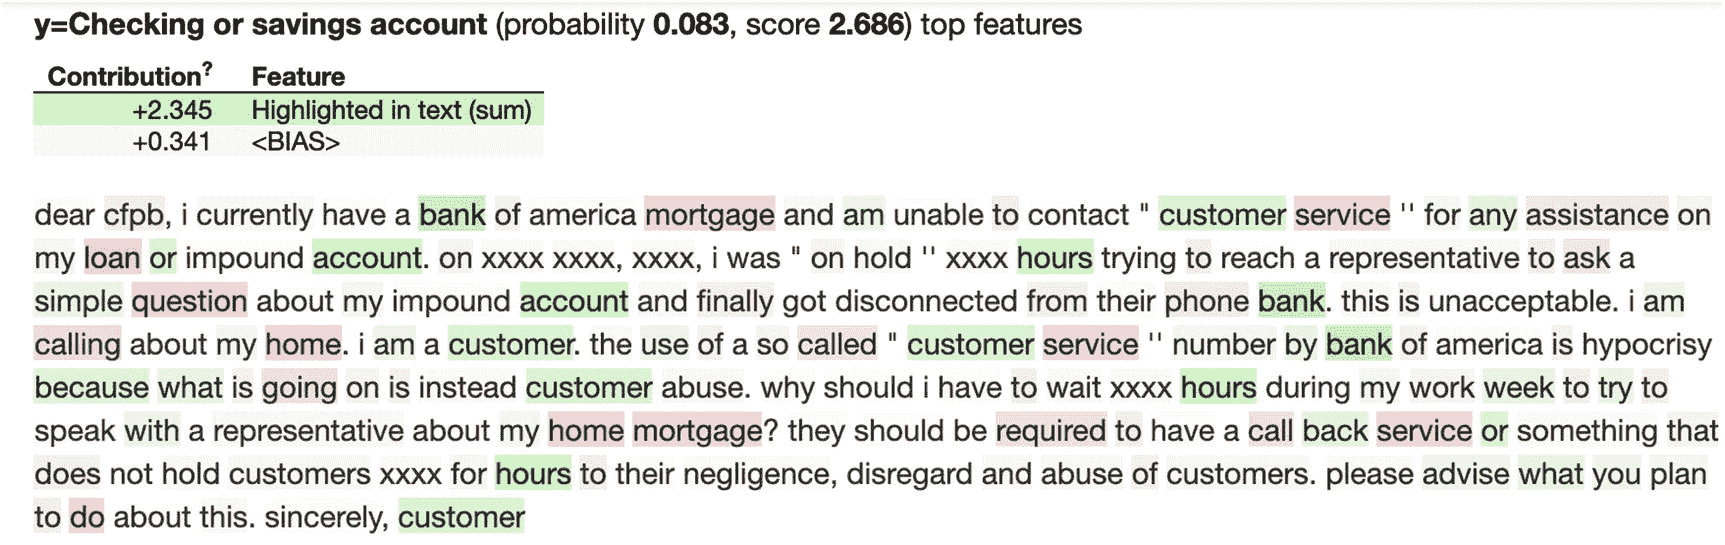 y=Checking or savings account (probability 0.083, score 2.686) top features
Contribution? Feature
+2.345 Highlighted in text (sum)
+0.341 <BIAS>
dear cfpb, i currently have a bank of america mortgage and am unable to contact " customer service '' for any assistance on
my loan or impound account. on xxxx xxxx, xxxx, i was " on hold '' xxxx hours trying to reach a representative to ask a
simple question about my impound account and finally got disconnected from their phone bank. this is unacceptable. i am
calling about my home. i am a customer. the use of a so called " customer service '' number by bank of america is hypocrisy
because what is going on is instead customer abuse. why should i have to wait xxxx hours during my work week to try to
speak with a representative about my home mortgage? they should be required to have a call back service or something that
does not hold customers xxxx for hours to their negligence, disregard and abuse of customers. please advise what you plan
to do about this. sincerely, customer